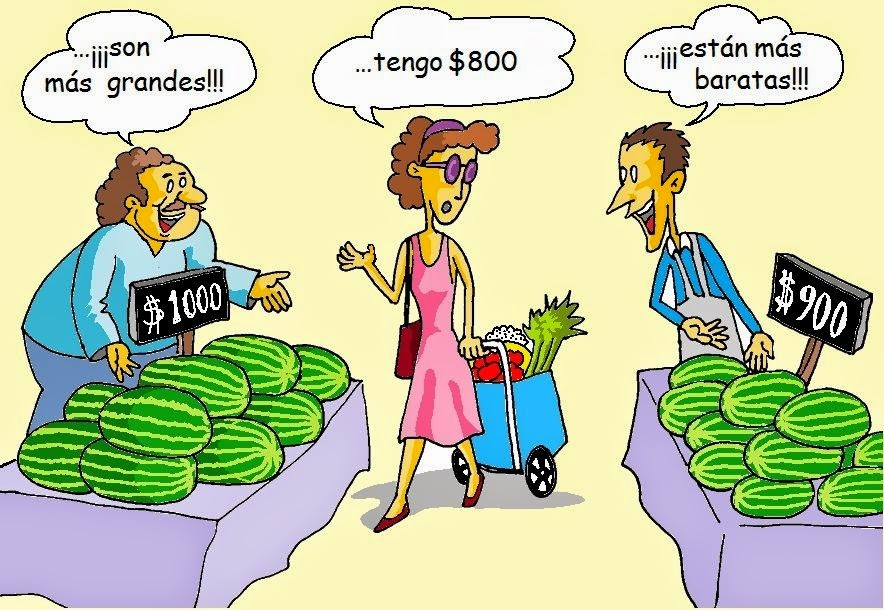 ...¡¡¡son
más grandes!!!
...tengo $800
...¡¡¡están más
baratas!!!
$1000
$900